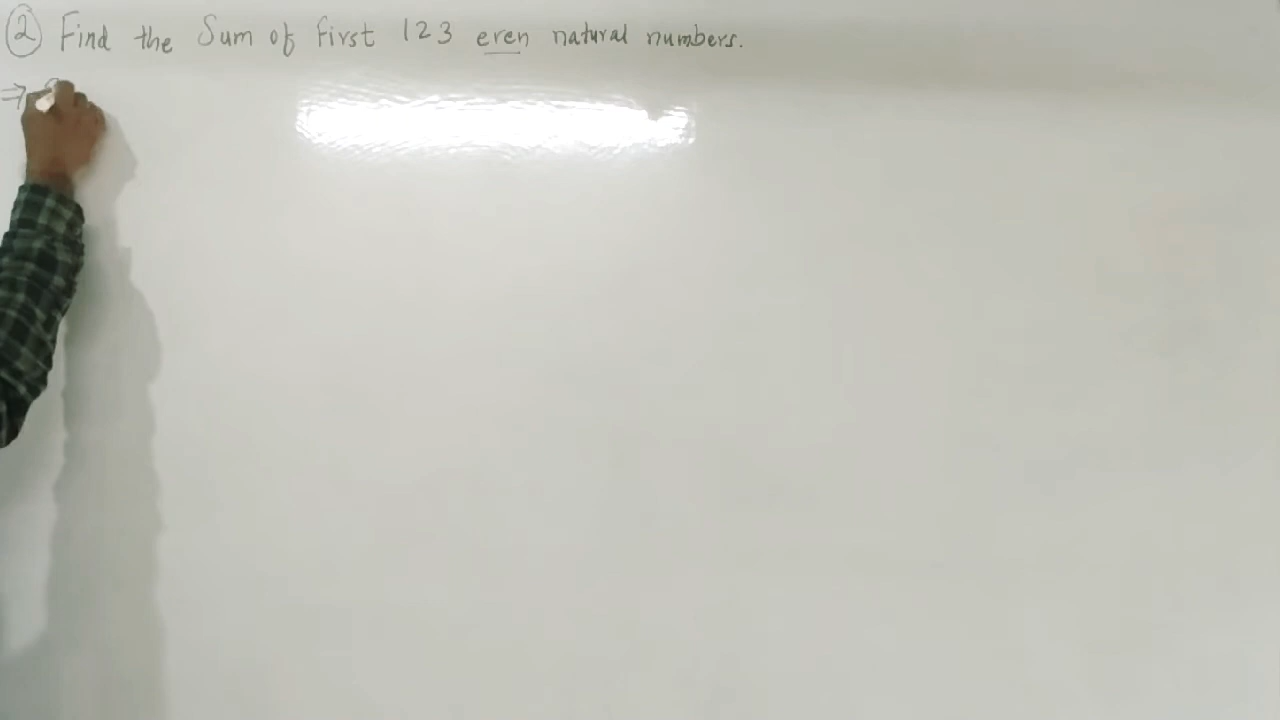 ② Find the Sum of first 123 even natural numbers.
⇒